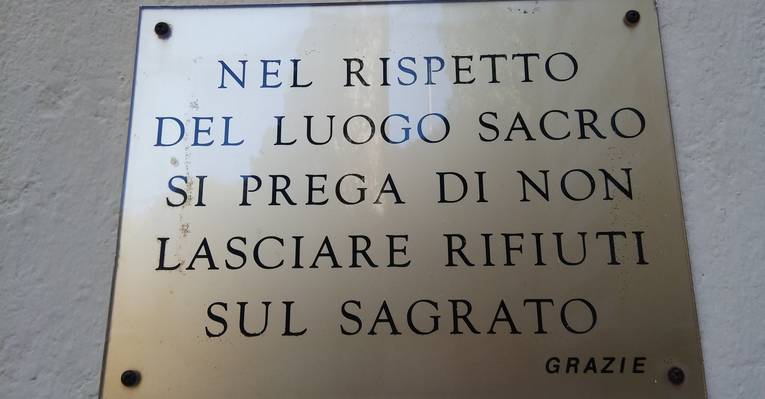 NEL RISPETTO
DEL LUOGO SACRO
SI PREGA DI NON
LASCIARE RIFIUTI
SUL SAGRATO
GRAZIE